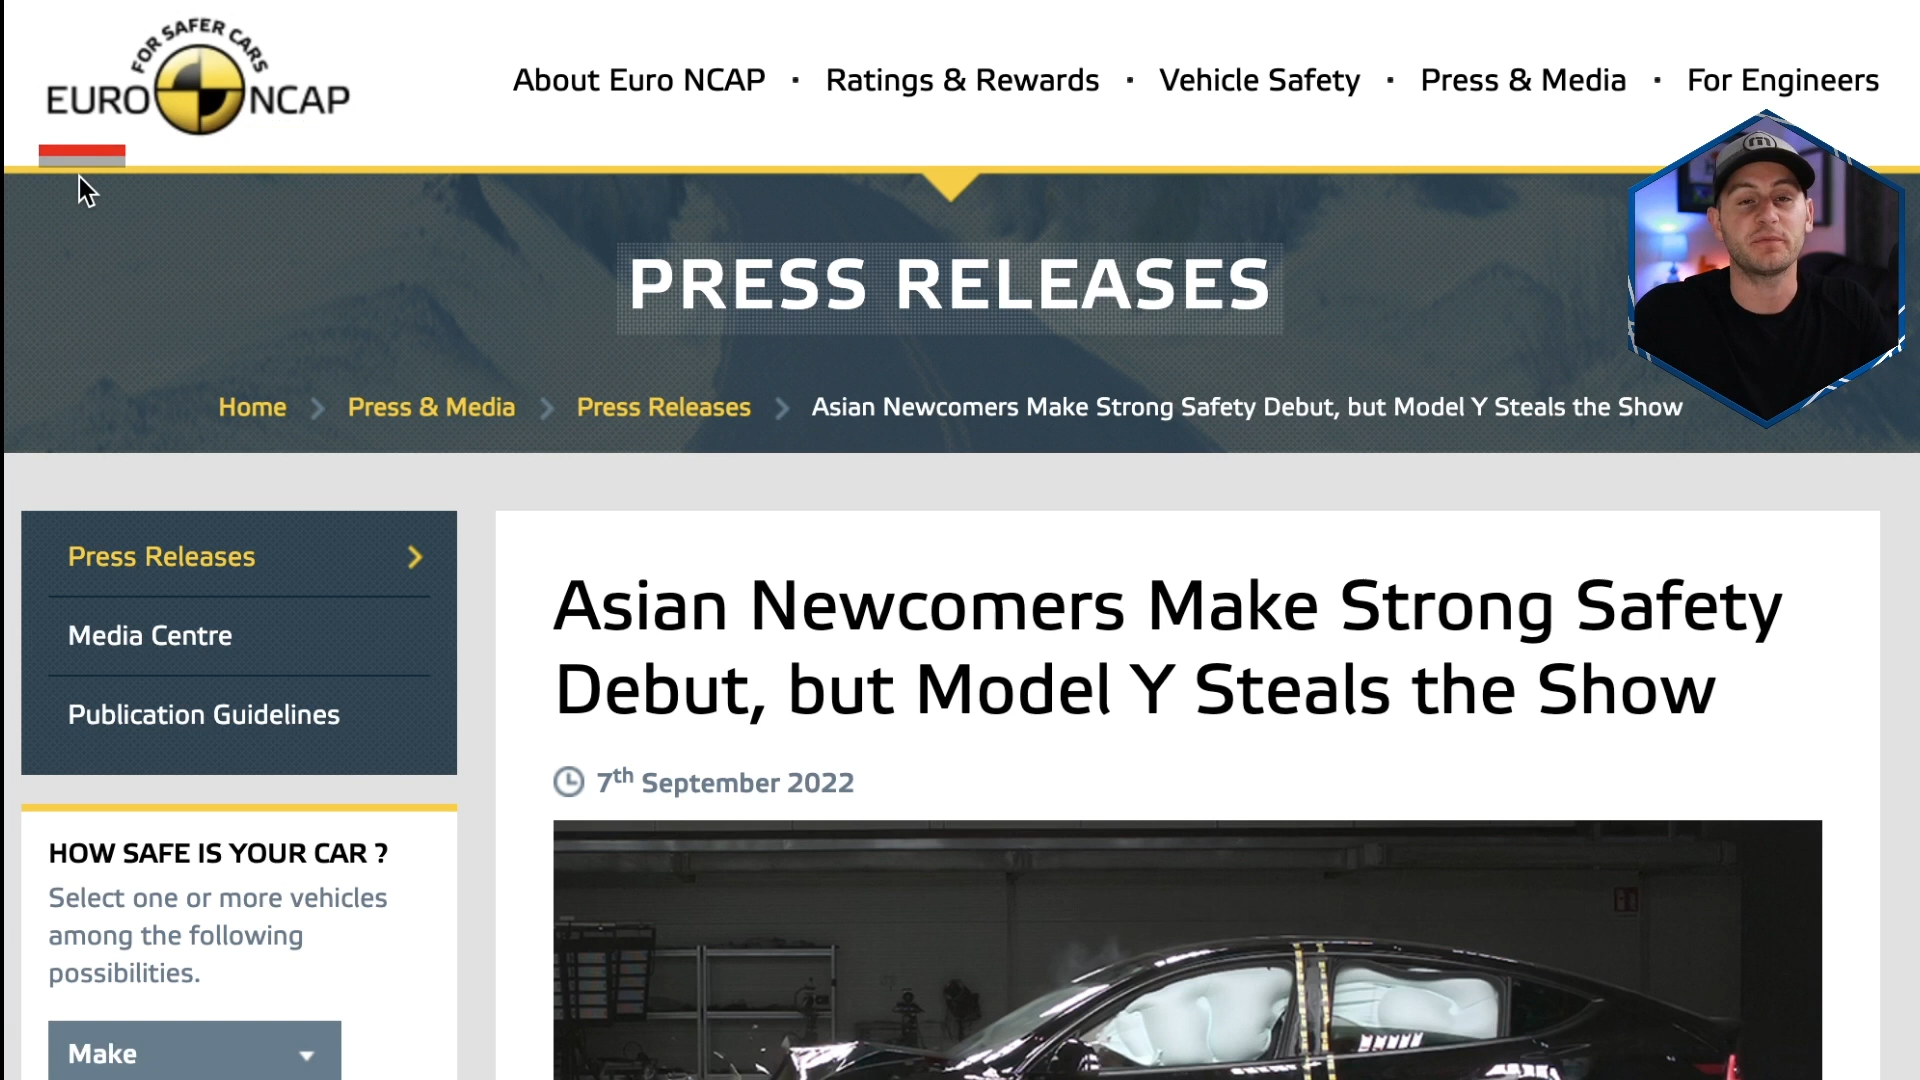 FOR SAFER CARS
EURO NCAP
About Euro NCAP · Ratings & Rewards · Vehicle Safety · Press & Media · For Engineers
PRESS RELEASES
Home > Press & Media > Press Releases > Asian Newcomers Make Strong Safety Debut, but Model Y Steals the Show
Press Releases
Media Centre
Publication Guidelines
HOW SAFE IS YOUR CAR ?
Select one or more vehicles
among the following
possibilities.
Make
Asian Newcomers Make Strong Safety
Debut, but Model Y Steals the Show
7th September 2022